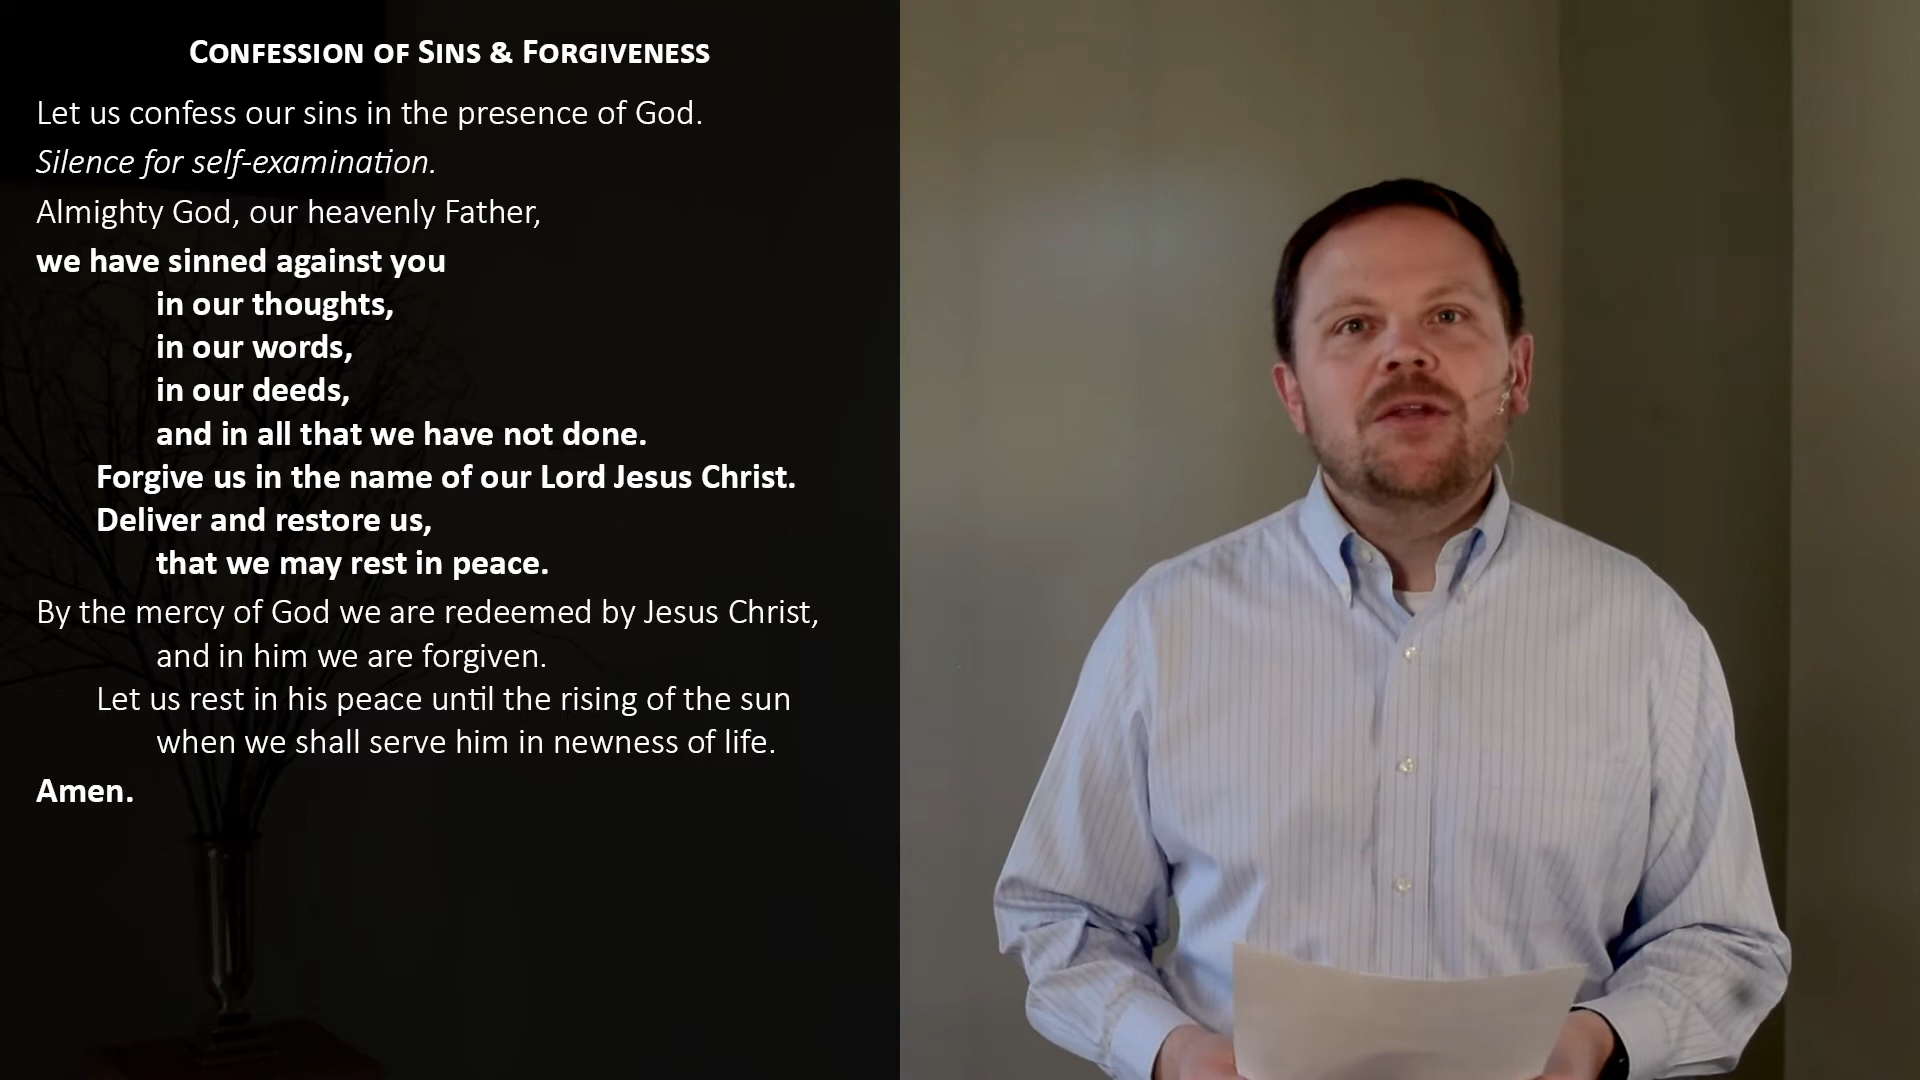 CONFESSION OF SINS & FORGIVENESS
Let us confess our sins in the presence of God.
Silence for self-examination.
Almighty God, our heavenly Father,
we have sinned against you
in our thoughts,
in our words,
in our deeds,
and in all that we have not done.
Forgive us in the name of our Lord Jesus Christ.
Deliver and restore us,
that we may rest in peace.
By the mercy of God we are redeemed by Jesus Christ,
and in him we are forgiven.
Let us rest in his peace until the rising of the sun
when we shall serve him in newness of life.
Amen.